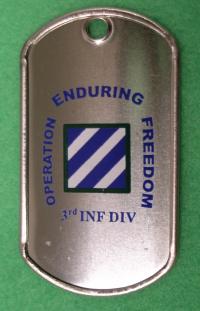 OPERATION ENDURING FREEDOM
3rd INF DIV